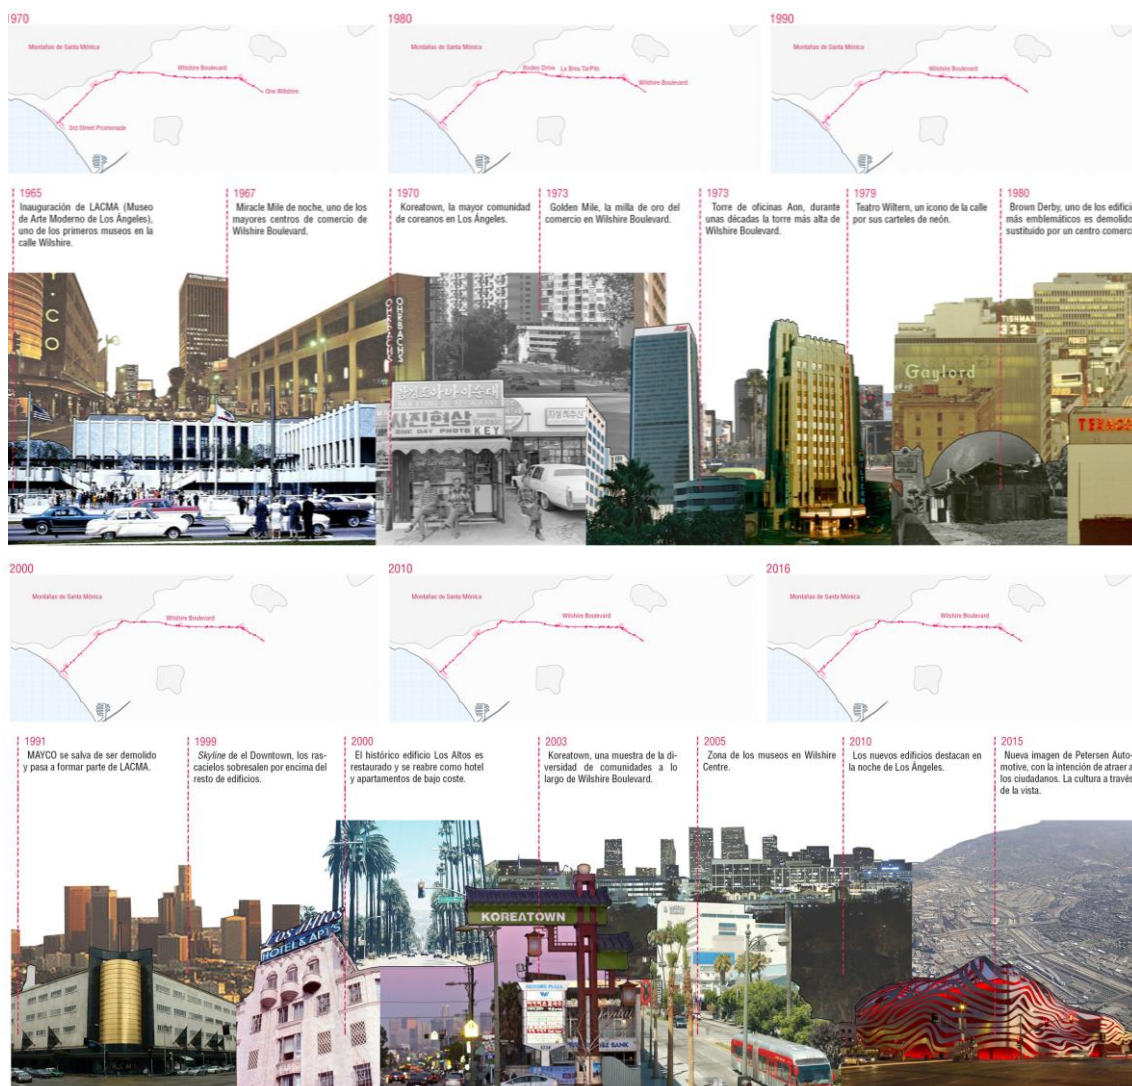 1970
1980
1990
Montañas de Santa Mónica
Wilshire Boulevard
One Wilshire
3rd Street Promenade
Montañas de Santa Mónica
Rodeo Drive
La Brea TarPits
Wilshire Boulevard
Montañas de Santa Mónica
Wilshire Boulevard
1965
Inauguración de LACMA (Museo
de Arte Moderno de Los Ángeles),
uno de los primeros museos en la
calle Wilshire.
1967
Miracle Mile de noche, uno de los
mayores centros de comercio de
Wilshire Boulevard.
1970
Koreatown, la mayor comunidad
de coreanos en Los Ángeles.
1973
Golden Mile, la milla de oro del
comercio en Wilshire Boulevard.
1973
Torre de oficinas Aon, durante
unas décadas la torre más alta de
Wilshire Boulevard.
1979
Teatro Wiltern, un icono de la calle
por sus carteles de neón.
1980
Brown Derby, uno de los edificio
más emblemáticos es demolido
sustituido por un centro comerci
OHRBACHS
OHRBACHS
사진현상
ONE DAY PHOTO
KEY
Aon
Gaylord
TISHMAN
332
PIONEER
TEXACO
2000
2010
2016
Montañas de Santa Mónica
Wilshire Boulevard
Montañas de Santa Mónica
Wilshire Boulevard
Montañas de Santa Mónica
Wilshire Boulevard
1991
MAYCO se salva de ser demolido
y pasa a formar parte de LACMA.
1999
Skyline de el Downtown, los ras-
cacielos sobresalen por encima del
resto de edificios.
2000
El histórico edificio Los Altos es
restaurado y se reabre como hotel
y apartamentos de bajo coste.
2003
Koreatown, una muestra de la di-
versidad de comunidades a lo
largo de Wilshire Boulevard.
2005
Zona de los museos en Wilshire
Centre.
2010
Los nuevos edificios destacan en
la noche de Los Ángeles.
2015
Nueva imagen de Petersen Auto-
motive, con la intención de atraer a
los ciudadanos. La cultura a través
de la vista.
Los Altos
HOTEL & APTS
KOREATOWN
BANK